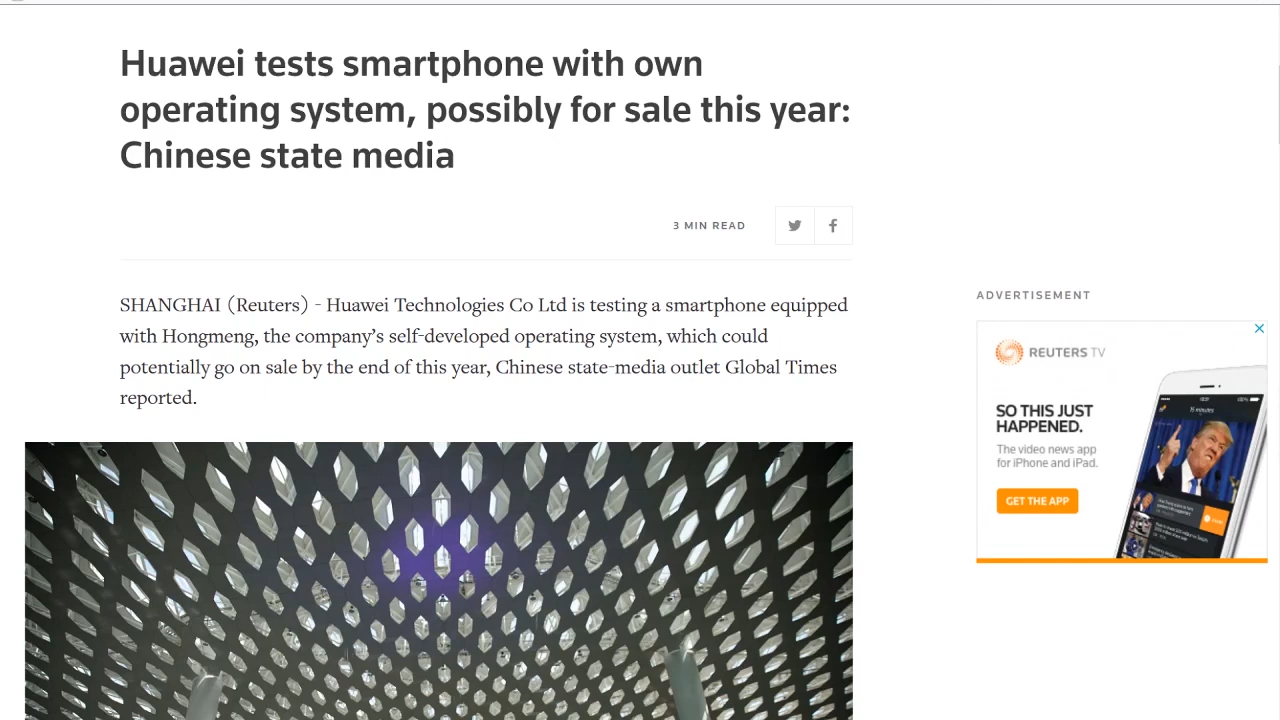 Huawei tests smartphone with own
operating system, possibly for sale this year:
Chinese state media
3 MIN READ
SHANGHAI (Reuters) - Huawei Technologies Co Ltd is testing a smartphone equipped
with Hongmeng, the company’s self-developed operating system, which could
potentially go on sale by the end of this year, Chinese state-media outlet Global Times
reported.
ADVERTISEMENT
REUTERS TV
SO THIS JUST
HAPPENED.
The video news app
for iPhone and iPad.
GET THE APP
15 minutes